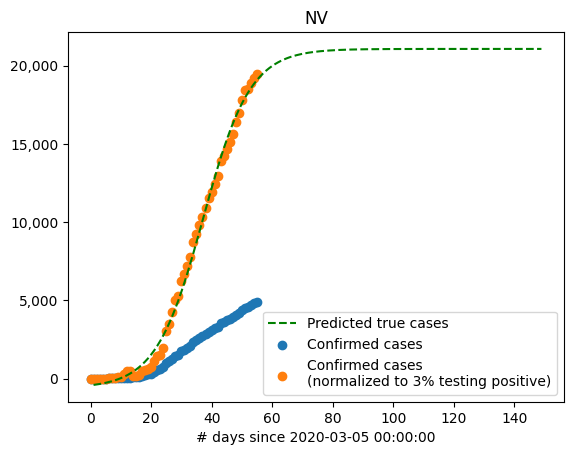 NV
20,000
15,000
10,000
5,000
0
Predicted true cases
Confirmed cases
Confirmed cases
(normalized to 3% testing positive)
0 20 40 60 80 100 120 140
# days since 2020-03-05 00:00:00